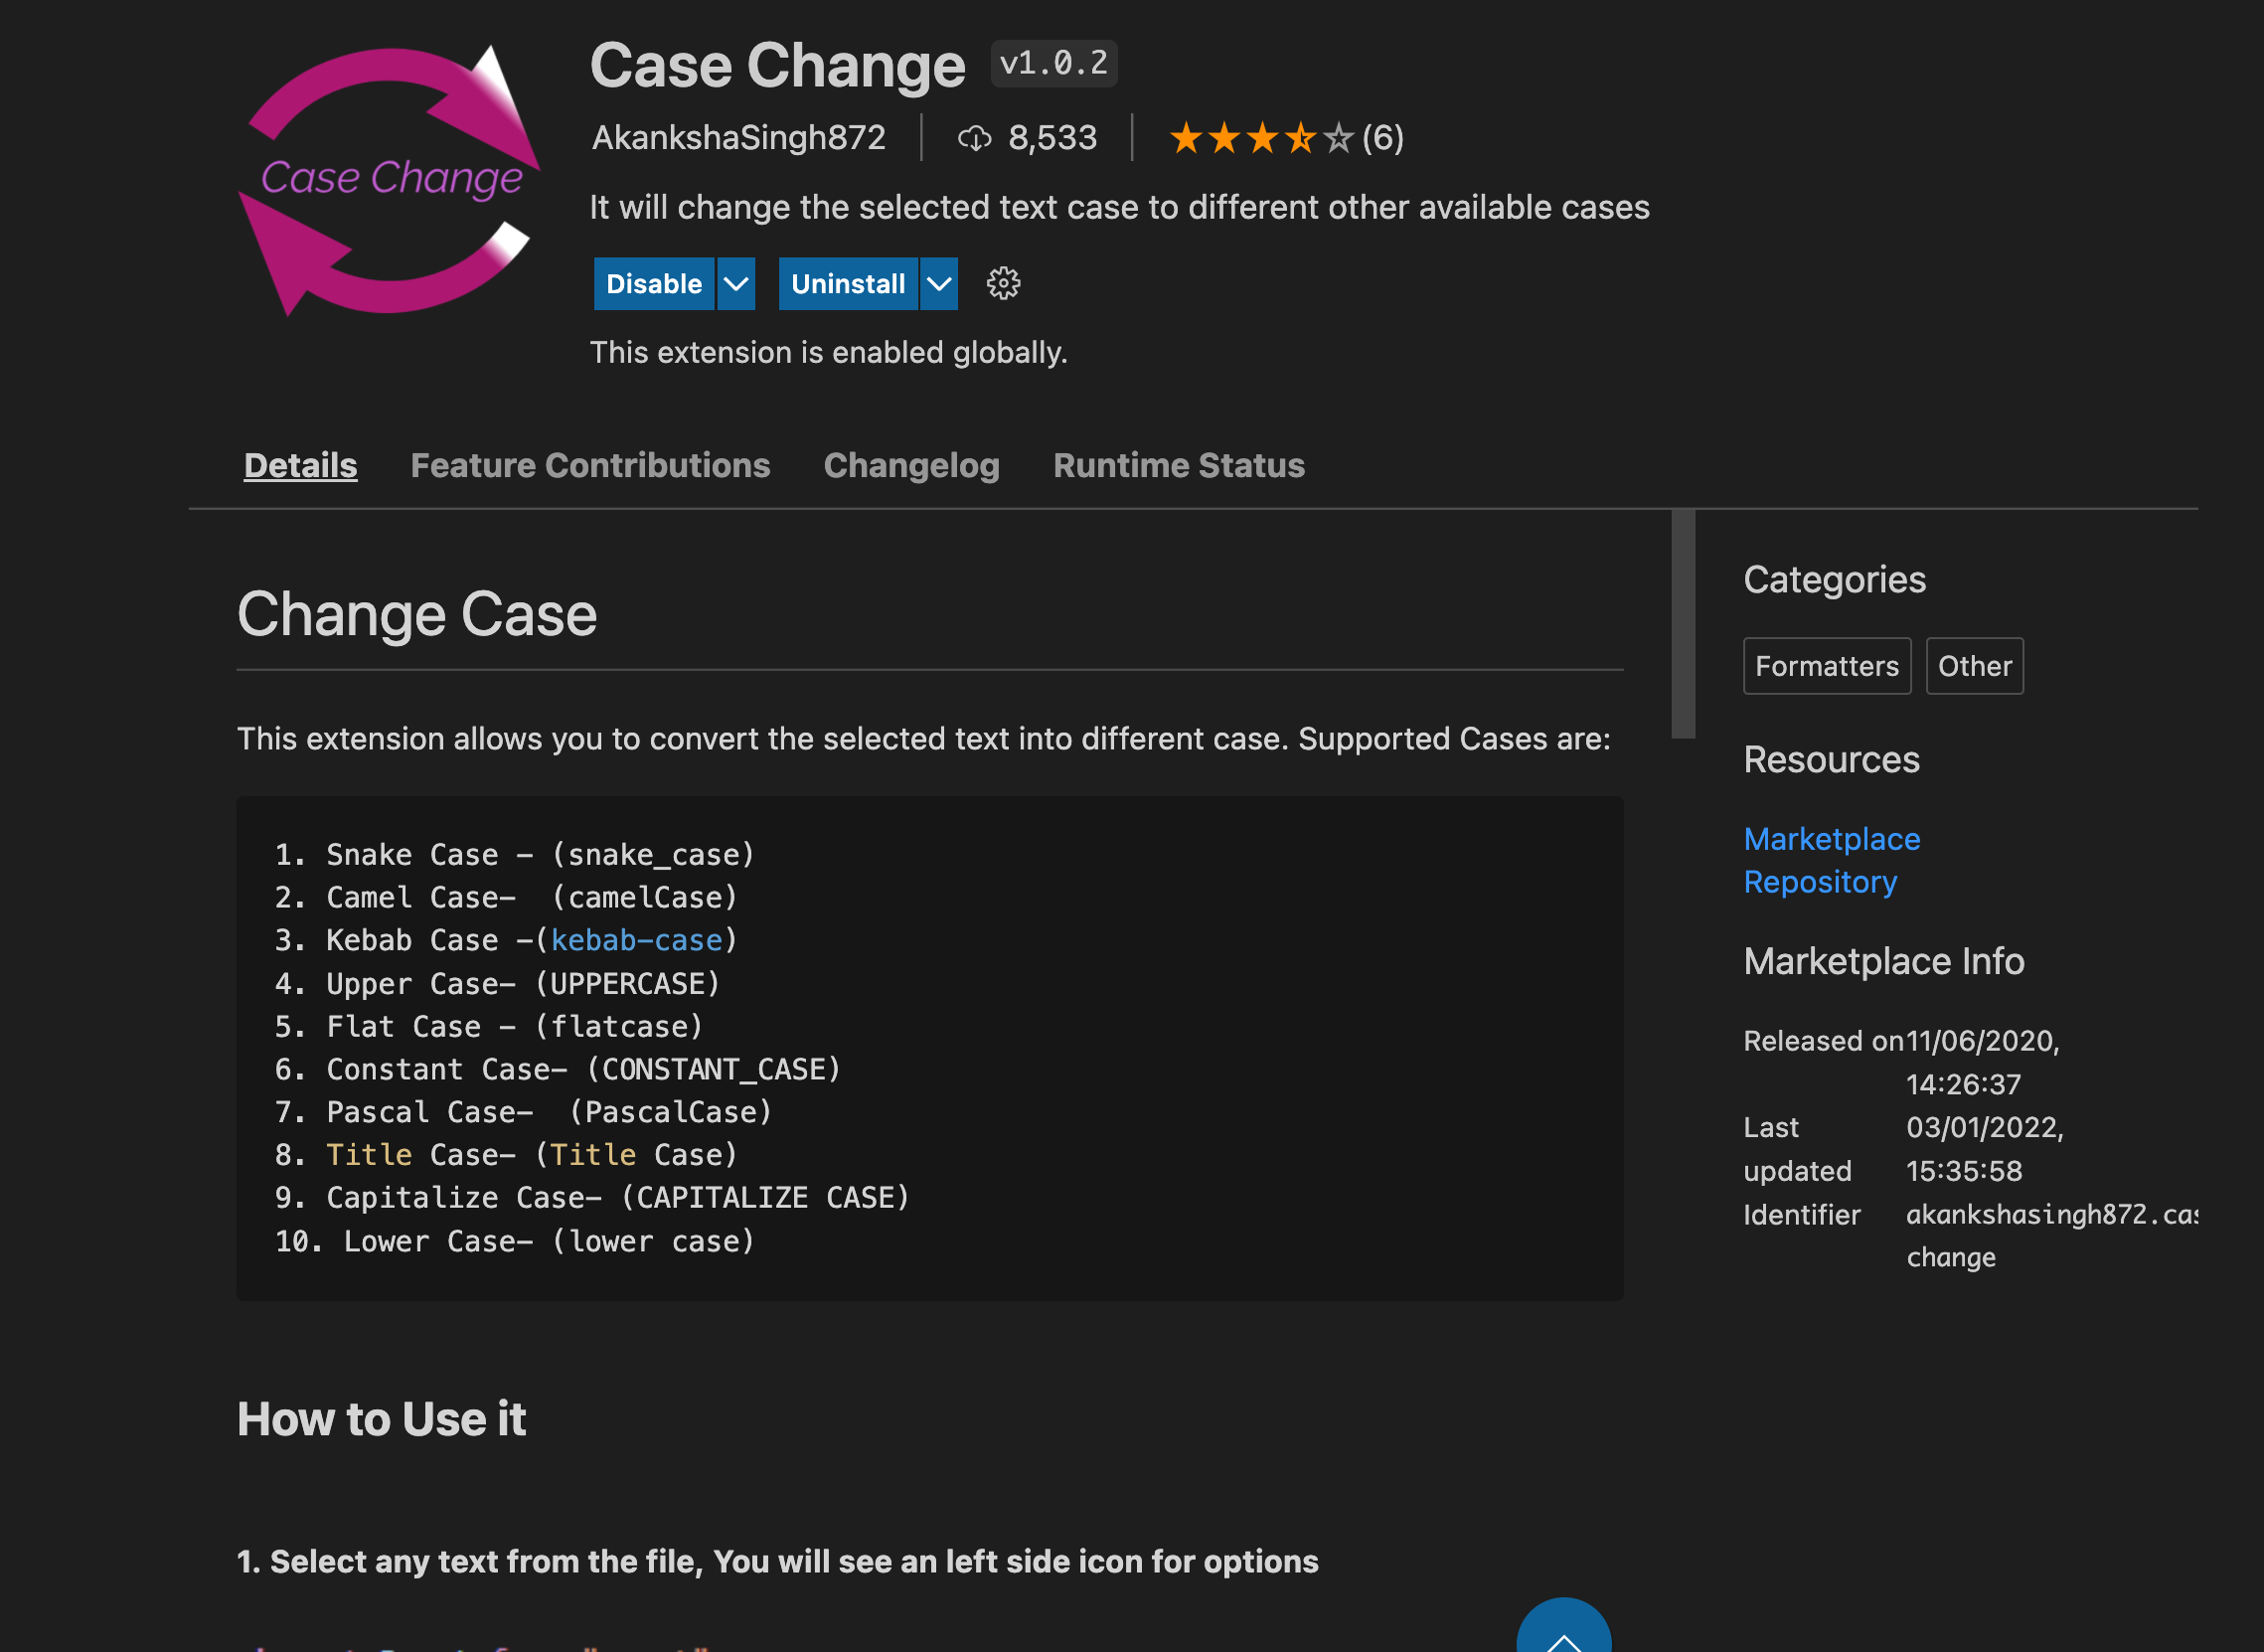 Case Change v1.0.2
Case Change
AkankshaSingh872 8,533 (6)
It will change the selected text case to different other available cases
Disable Uninstall
This extension is enabled globally.
Details Feature Contributions Changelog Runtime Status
Change Case
This extension allows you to convert the selected text into different case. Supported Cases are:
1. Snake Case – (snake_case)
2. Camel Case–  (camelCase)
3. Kebab Case –(kebab–case)
4. Upper Case– (UPPERCASE)
5. Flat Case – (flatcase)
6. Constant Case– (CONSTANT_CASE)
7. Pascal Case–  (PascalCase)
8. Title Case– (Title Case)
9. Capitalize Case– (CAPITALIZE CASE)
10. Lower Case– (lower case)
How to Use it
1. Select any text from the file, You will see an left side icon for options
Categories
Formatters Other
Resources
Marketplace
Repository
Marketplace Info
Released on 11/06/2020,
14:26:37
Last 03/01/2022,
updated 15:35:58
Identifier akankshasingh872.cas
change